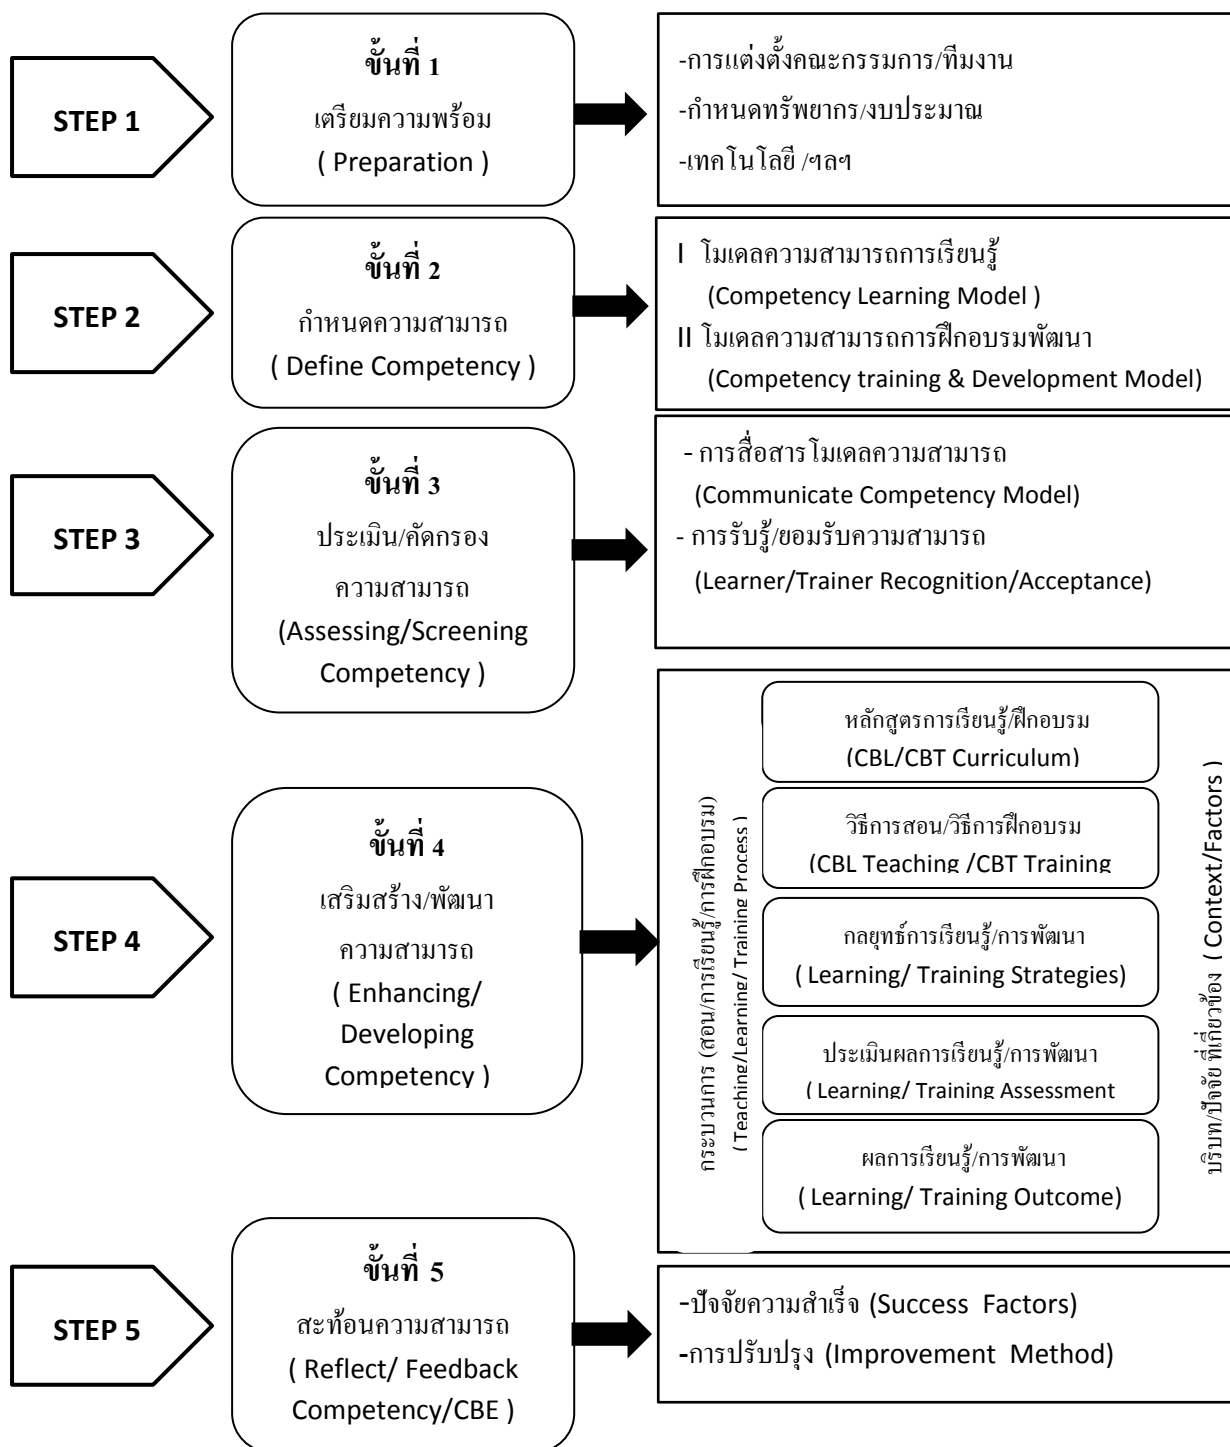 STEP 1
ขั้นที่ 1
เตรียมความพร้อม
( Preparation )
-การแต่งตั้งคณะกรรมการ/ทีมงาน
-กำหนดทรัพยากร/งบประมาณ
-เทคโนโลยี /ฯลฯ
STEP 2
ขั้นที่ 2
กำหนดความสามารถ
( Define Competency )
I โมเดลความสามารถการเรียนรู้
(Competency Learning Model )
II โมเดลความสามารถการฝึกอบรมพัฒนา
(Competency training & Development Model)
STEP 3
ขั้นที่ 3
ประเมิน/คัดกรอง
ความสามารถ
(Assessing/Screening
Competency )
- การสื่อสารโมเดลความสามารถ
(Communicate Competency Model)
- การรับรู้/ยอมรับความสามารถ
(Learner/Trainer Recognition/Acceptance)
STEP 4
ขั้นที่ 4
เสริมสร้าง/พัฒนา
ความสามารถ
( Enhancing/
Developing
Competency )
กระบวนการ (สอน/การเรียนรู้/การฝึกอบรม)
( Teaching/Learning/ Training Process )
หลักสูตรการเรียนรู้/ฝึกอบรม
(CBL/CBT Curriculum)
วิธีการสอน/วิธีการฝึกอบรม
(CBL Teaching /CBT Training
กลยุทธ์การเรียนรู้/การพัฒนา
( Learning/ Training Strategies)
ประเมินผลการเรียนรู้/การพัฒนา
( Learning/ Training Assessment
ผลการเรียนรู้/การพัฒนา
( Learning/ Training Outcome)
บริบท/ปัจจัย ที่เกี่ยวข้อง ( Context/Factors )
STEP 5
ขั้นที่ 5
สะท้อนความสามารถ
( Reflect/ Feedback
Competency/CBE )
-ปัจจัยความสำเร็จ (Success Factors)
-การปรับปรุง (Improvement Method)